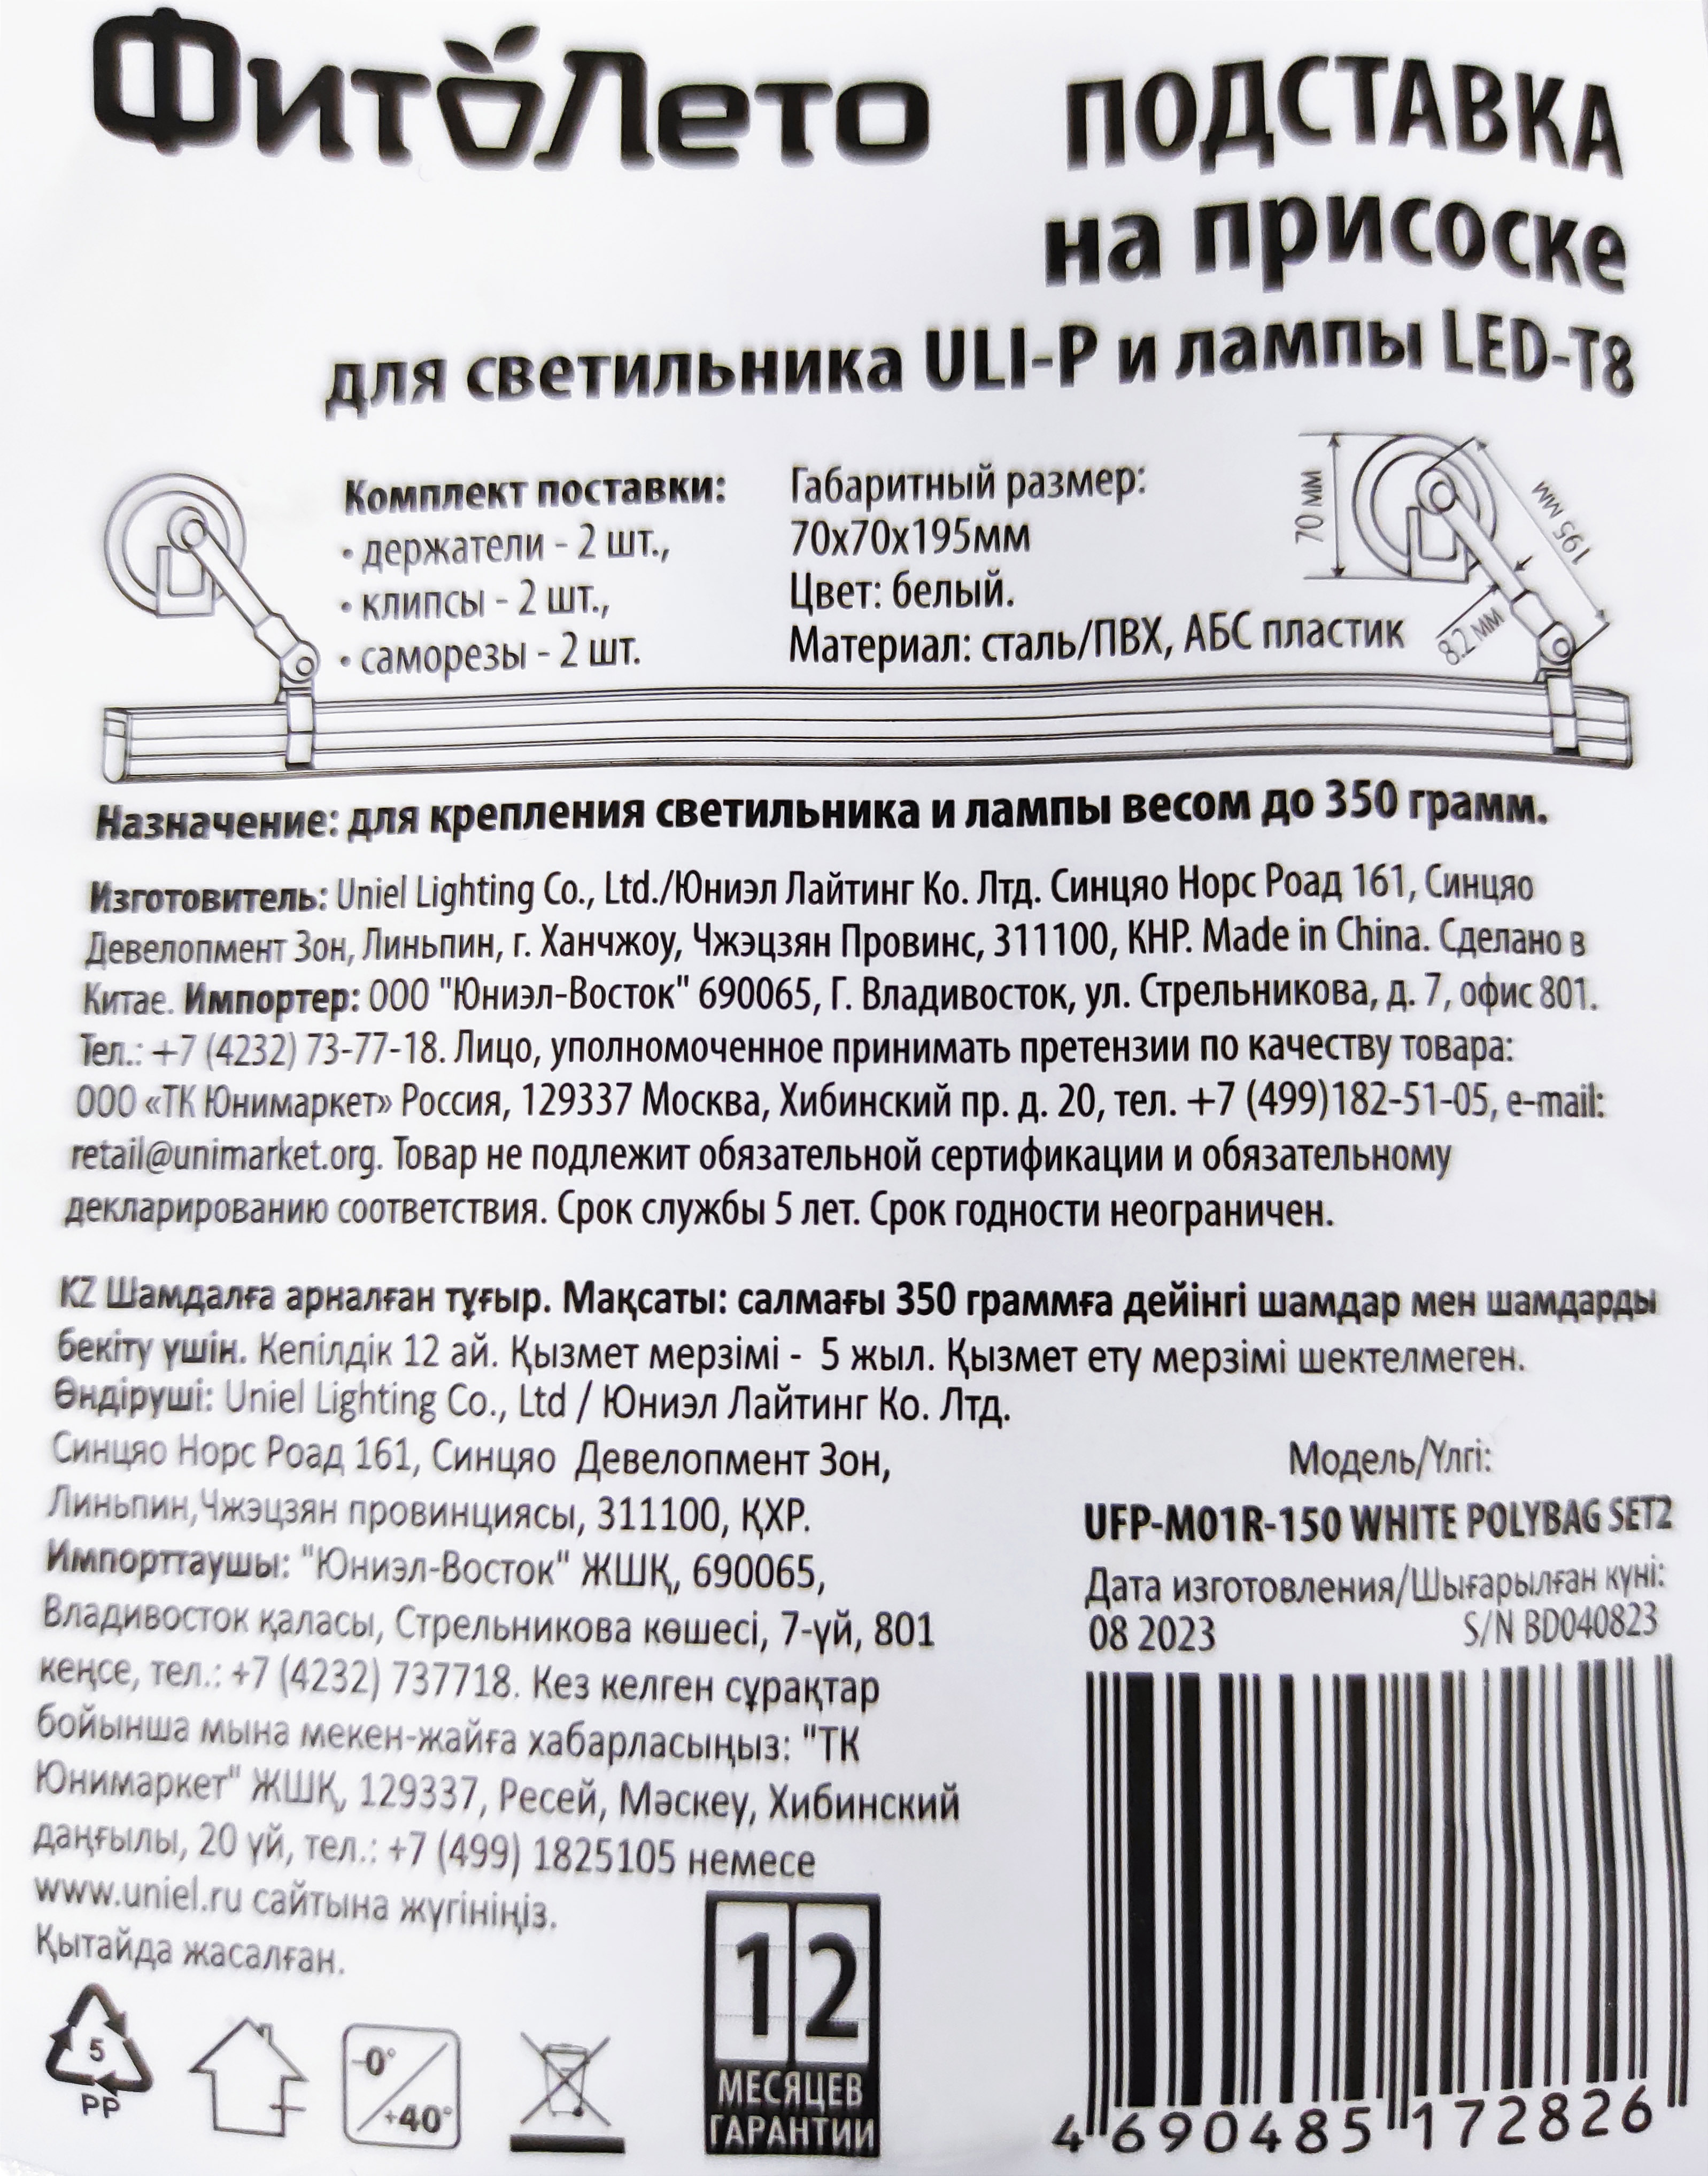 ФитоЛето
ПОДСТАВКА
на присоске
для светильника ULI-P и лампы LED-T8
Комплект поставки:
• держатели - 2 шт.,
• клипсы - 2 шт.,
• саморезы - 2 шт.
Габаритный размер:
70х70х195мм
Цвет: белый.
Материал: сталь/ПВХ, АБС пластик
70 мм
195 мм
8.2 мм
Назначение: для крепления светильника и лампы весом до 350 грамм.
Изготовитель: Uniel Lighting Co., Ltd./Юниэл Лайтинг Ко. Лтд. Синцяо Норс Роад 161, Синцяо
Девелопмент Зон, Линьпин, г. Ханчжоу, Чжэцзян Провинс, 311100, КНР. Made in China. Сделано в
Китае. Импортер: ООО "Юниэл-Восток" 690065, Г. Владивосток, ул. Стрельникова, д. 7, офис 801.
Тел.: +7 (4232) 73-77-18. Лицо, уполномоченное принимать претензии по качеству товара:
ООО «ТК Юнимаркет» Россия, 129337 Москва, Хибинский пр. д. 20, тел. +7 (499)182-51-05, e-mail:
retail@unimarket.org. Товар не подлежит обязательной сертификации и обязательному
декларированию соответствия. Срок службы 5 лет. Срок годности неограничен.
KZ Шамдалға арналған тұғыр. Мақсаты: салмағы 350 граммға дейінгі шамдар мен шамдарды
бекіту үшін. Кепілдік 12 ай. Қызмет мерзімі - 5 жыл. Қызмет ету мерзімі шектелмеген.
Өндіруші: Uniel Lighting Co., Ltd / Юниэл Лайтинг Ко. Лтд.
Синцяо Норс Роад 161, Синцяо Девелопмент Зон,
Линьпин,Чжэцзян провинциясы, 311100, ҚХР.
Импорттаушы: "Юниэл-Восток" ЖШҚ, 690065,
Владивосток қаласы, Стрельникова көшесі, 7-үй, 801
кеңсе, тел.: +7 (4232) 737718. Кез келген сұрақтар
бойынша мына мекен-жайға хабарласыңыз: "ТК
Юнимаркет" ЖШҚ, 129337, Ресей, Мәскеу, Хибинский
даңғылы, 20 үй, тел.: +7 (499) 1825105 немесе
www.uniel.ru сайтына жүгініңіз.
Қытайда жасалған.
Модель/Үлгі:
UFP-M01R-150 WHITE POLYBAG SET2
Дата изготовления/Шығарылған күні:
08 2023 S/N BD040823
5
PP
-0°
+40°
12
МЕСЯЦЕВ
ГАРАНТИИ
4 690485 172826